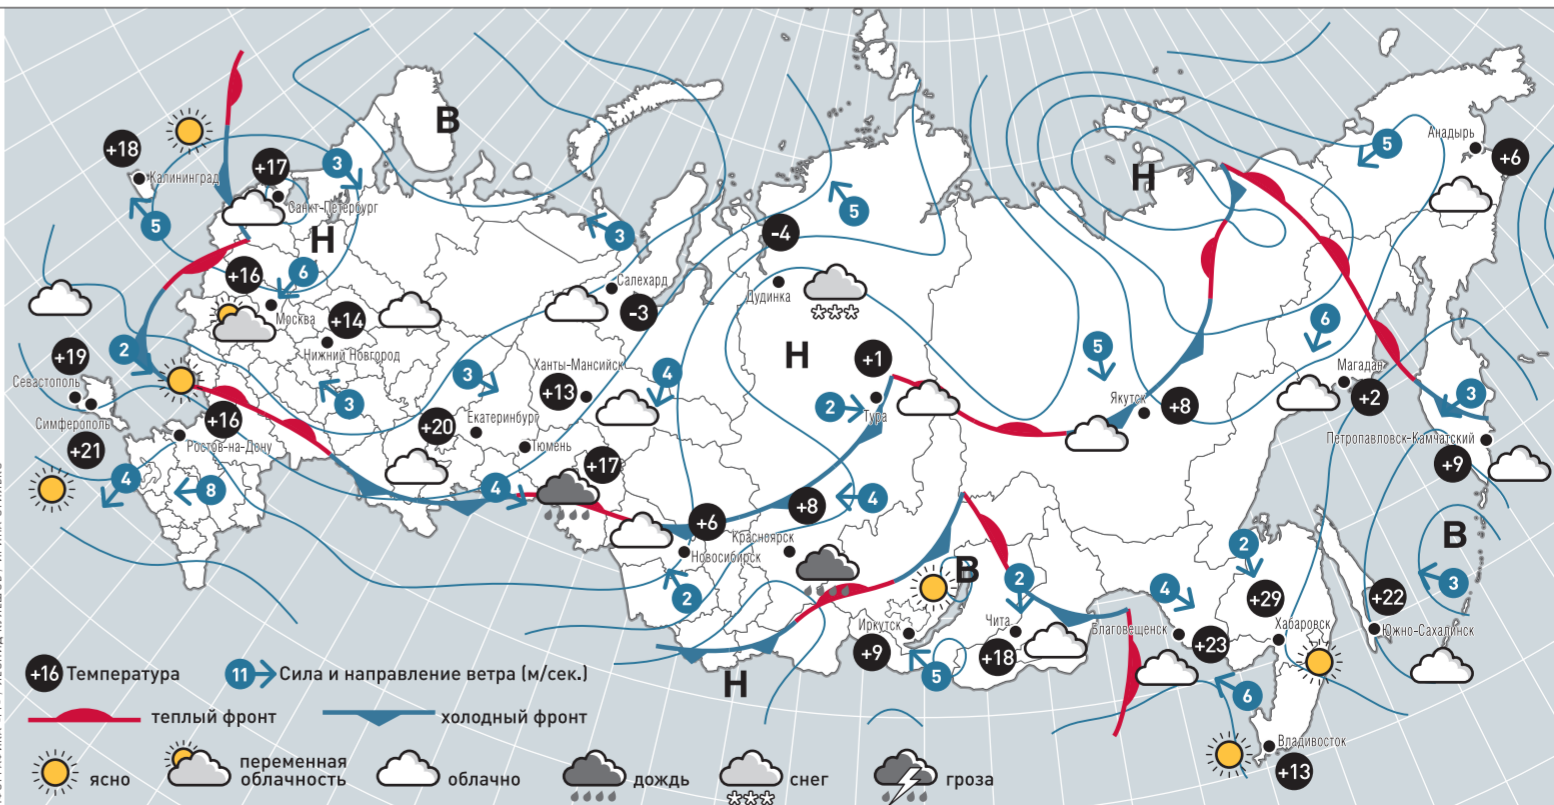 В
Н
Анадырь
+6
5
+18
Калининград
+17
Санкт-Петербург
3
5
Н
В
Н
3
-4
5
Дудинка
+16
6
Москва
+14
Нижний Новгород
Салехард
-3
Н
+1
Тура
2
5
6
Якутск
+8
Магадан
+2
3
Петропавловск-Камчатский
+9
2
+19
Севастополь
Симферополь
+21
+16
Ростов-на-Дону
4
8
3
3
Ханты-Мансийск
+13
4
+20
Екатеринбург
Тюмень
+17
4
+6
Новосибирск
2
+8
Красноярск
4
В
Иркутск
+9
5
2
Чита
+18
4
Благовещенск
+23
2
+29
Хабаровск
+22
Южно-Сахалинск
3
6
Владивосток
+13
+16 Температура
11 Сила и направление ветра (м/сек.)
теплый фронт
холодный фронт
ясно
переменная
облачность
облачно
дождь
снег
гроза